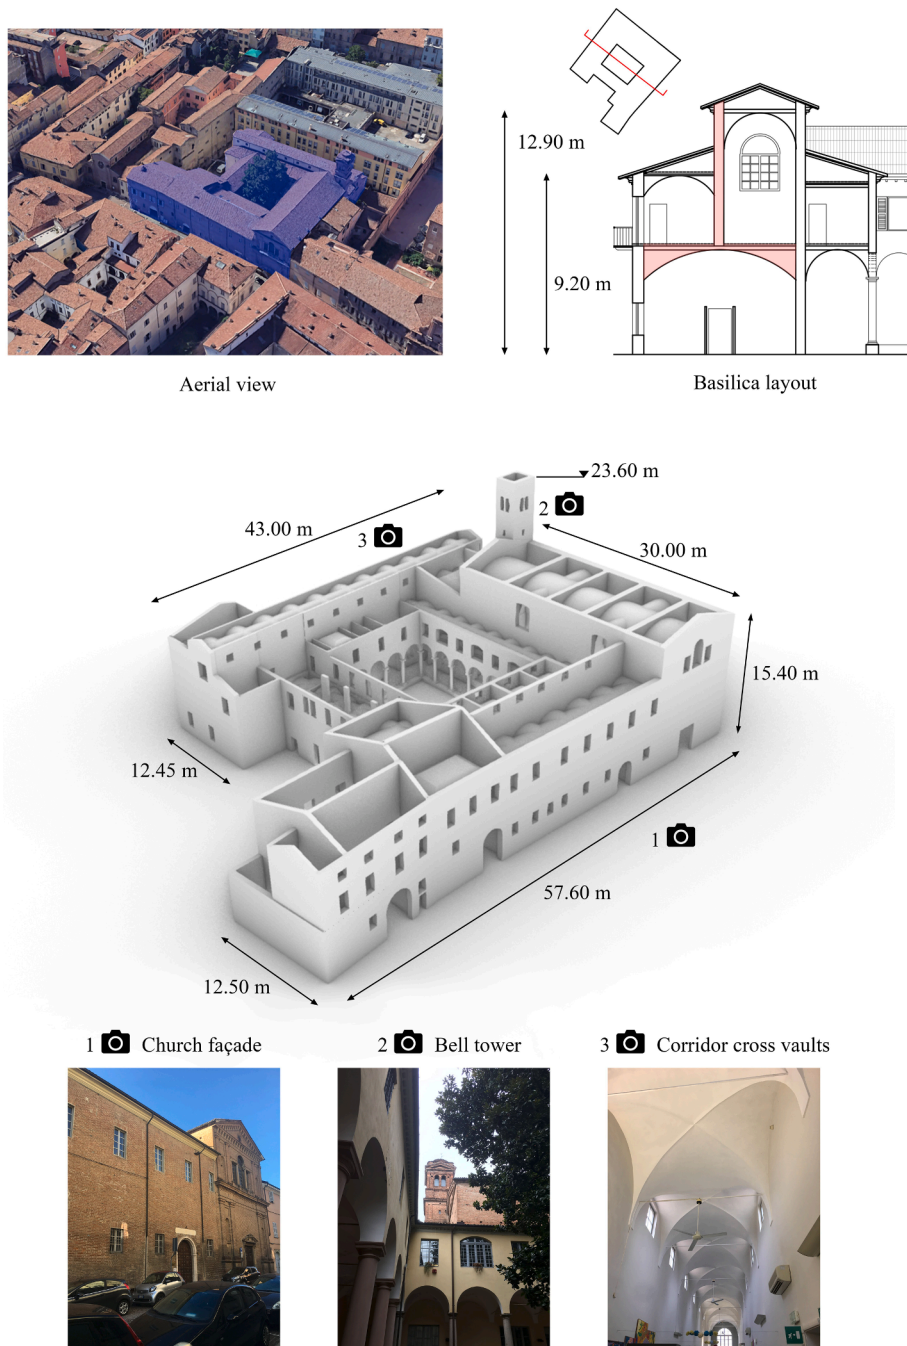 12.90 m
9.20 m
Aerial view
Basilica layout
23.60 m
2
43.00 m
3
30.00 m
15.40 m
12.45 m
1
57.60 m
12.50 m
1 Church façade
2 Bell tower
3 Corridor cross vaults